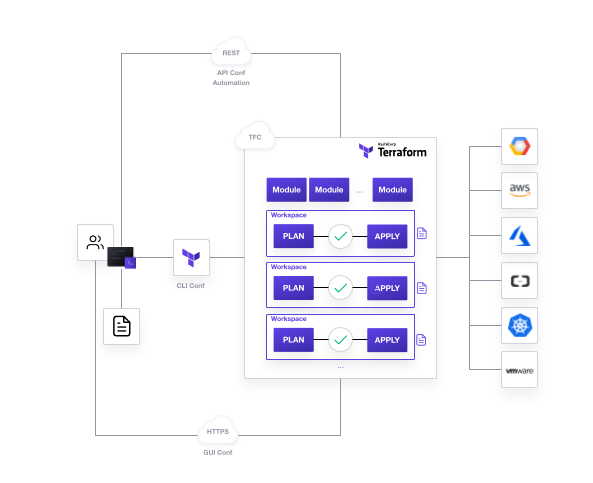 REST
API Conf
Automation
TFC
HashiCorp
Terraform
Module
Module
...
Module
Workspace
PLAN
APPLY
Workspace
PLAN
APPLY
CLI Conf
Workspace
PLAN
APPLY
...
HTTPS
GUI Conf
aws
vmware